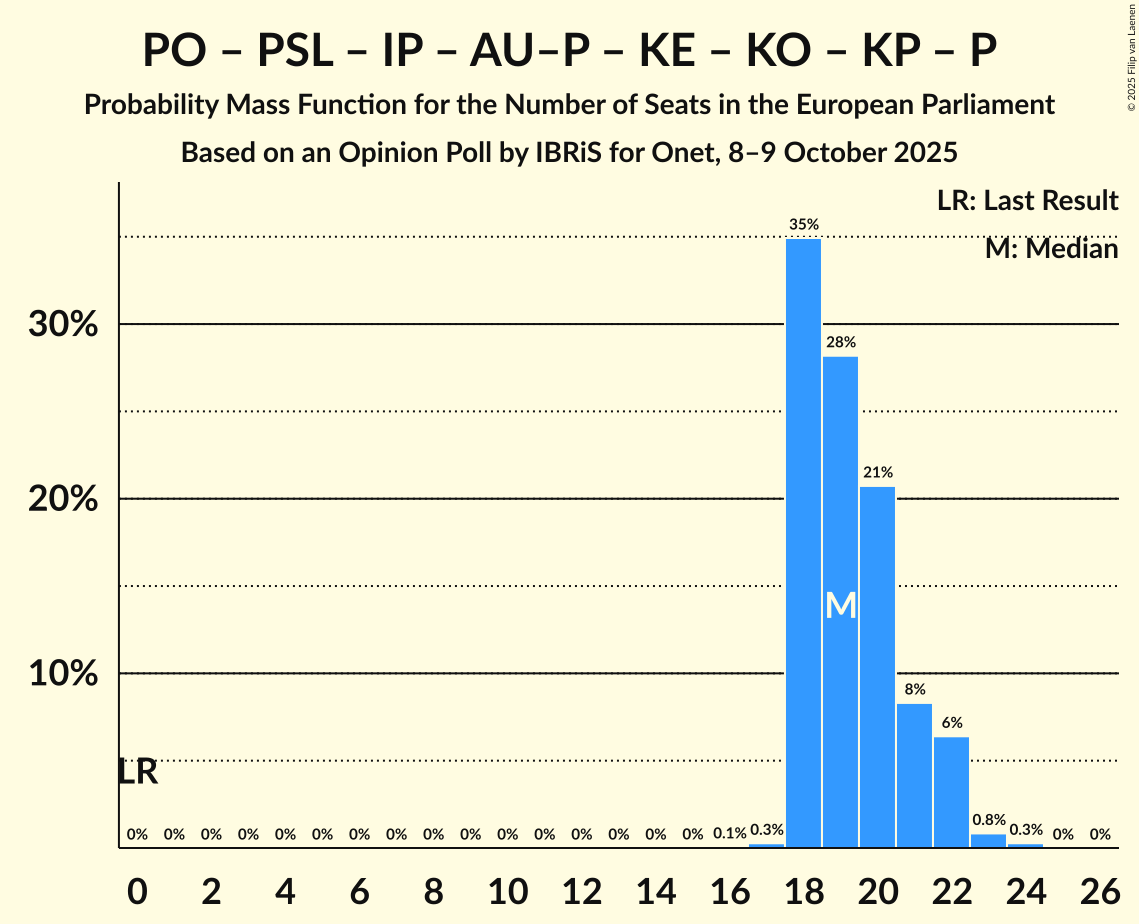 PO – PSL – IP – AU–P – KE – KO – KP – P
Probability Mass Function for the Number of Seats in the European Parliament
Based on an Opinion Poll by IBRiS for Onet, 8–9 October 2025
© 2025 Filip van Laenen
LR: Last Result
M: Median
35%
30%
28%
21%
20%
M
10%
8%
6%
LR
0% 0% 0% 0% 0% 0% 0% 0% 0% 0% 0% 0% 0% 0% 0% 0% 0.1% 0.3% 0.8% 0.3% 0% 0%
0 2 4 6 8 10 12 14 16 18 20 22 24 26